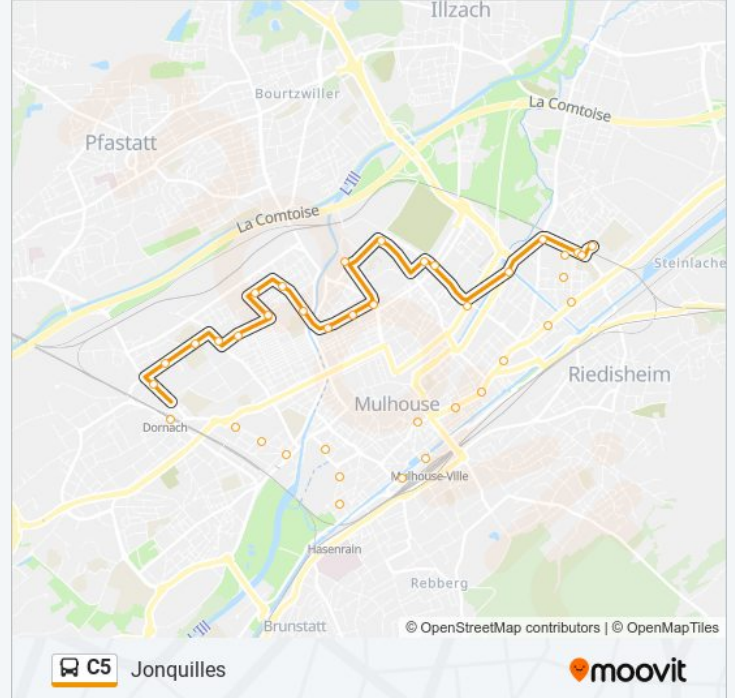 Illzach
Bourtzwiller
La Comtoise
Pfastatt
L'Ill
La Comtoise
Steinlache
Riedisheim
Mulhouse
Dornach
Mulhouse-Ville
Hasenrain
Rebberg
Brunstatt
L'Ill
© OpenStreetMap contributors | © OpenMapTiles
C5 Jonquilles
moovit